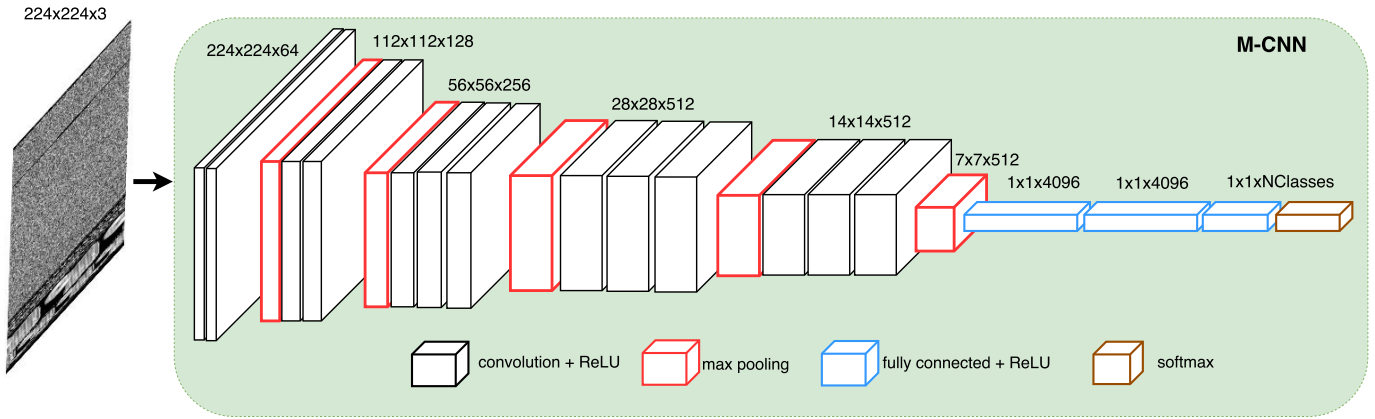 224x224x3
M-CNN
224x224x64
112x112x128
56x56x256
28x28x512
14x14x512
7x7x512
1x1x4096
1x1x4096
1x1xNClasses
convolution + ReLU
max pooling
fully connected + ReLU
softmax